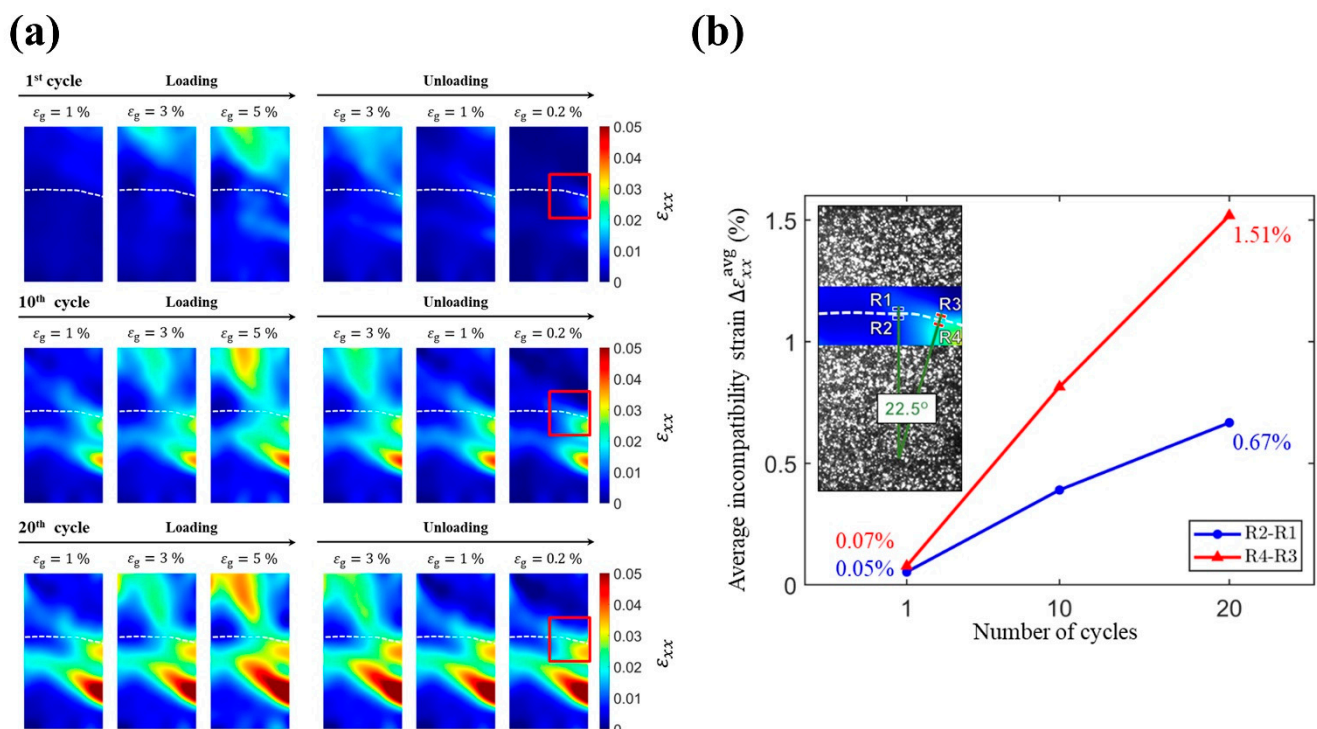 (a)
1st cycle Loading Unloading
εg = 1 % εg = 3 % εg = 5 % εg = 3 % εg = 1 % εg = 0.2 %
0.05
0.04
0.03
0.02
0.01
0
εxx
10th cycle Loading Unloading
εg = 1 % εg = 3 % εg = 5 % εg = 3 % εg = 1 % εg = 0.2 %
0.05
0.04
0.03
0.02
0.01
0
εxx
20th cycle Loading Unloading
εg = 1 % εg = 3 % εg = 5 % εg = 3 % εg = 1 % εg = 0.2 %
0.05
0.04
0.03
0.02
0.01
0
εxx
(b)
Average incompatibility strain Δεxx^avg (%)
1.5
1
0.5
0
R1 R3
R2 R4
22.5°
1.51%
0.67%
0.07%
0.05%
R2-R1
R4-R3
1 10 20
Number of cycles